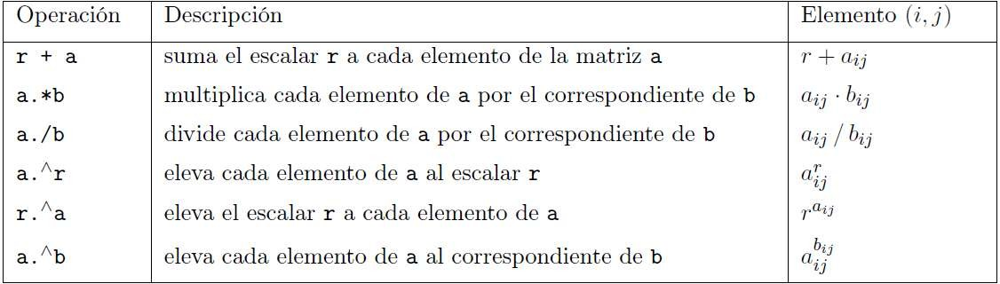 Operación Descripción Elemento (i, j)
r + a suma el escalar r a cada elemento de la matriz a r + a_{ij}
a.*b multiplica cada elemento de a por el correspondiente de b a_{ij} · b_{ij}
a./b divide cada elemento de a por el correspondiente de b a_{ij} / b_{ij}
a.^r eleva cada elemento de a al escalar r a_{ij}^{r}
r.^a eleva el escalar r a cada elemento de a r^{a_{ij}}
a.^b eleva cada elemento de a al correspondiente de b a_{ij}^{b_{ij}}